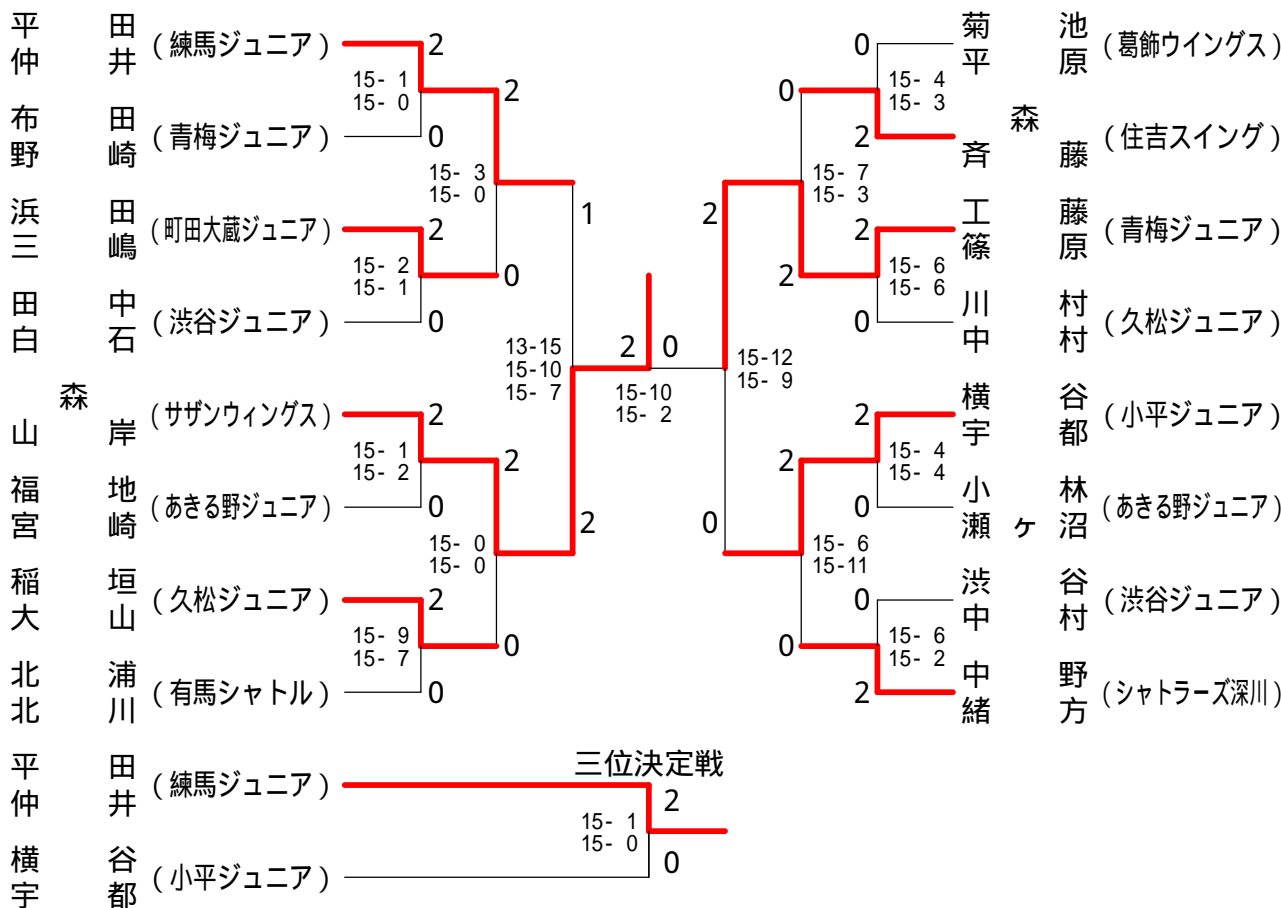 平田
仲井
(練馬ジュニア)
2
15- 1
15- 0
布田
野崎
(青梅ジュニア)
0
2
15- 3
15- 0
浜田
三嶋
(町田大蔵ジュニア)
2
15- 2
15- 1
田中
白石
(渋谷ジュニア)
0
0
1
13-15
15-10
15- 7
森
山岸
(サザンウィングス)
2
15- 1
15- 2
福地
宮崎
(あきる野ジュニア)
0
2
15- 0
15- 0
稲垣
大山
(久松ジュニア)
2
15- 9
15- 7
北浦
北川
(有馬シャトル)
0
0
2
2 0
15-10
15- 2
菊池
平原
(葛飾ウイングス)
0
15- 4
15- 3
森
斉藤
(住吉スイング)
2
0
15- 7
15- 3
工藤
篠原
(青梅ジュニア)
2
15- 6
15- 6
川村
中村
(久松ジュニア)
0
2
2
15-12
15- 9
横谷
宇都
(小平ジュニア)
2
15- 4
15- 4
小林
瀬ヶ沼
(あきる野ジュニア)
0
2
15- 6
15-11
渋谷
中村
(渋谷ジュニア)
0
15- 6
15- 2
中野
緒方
(シャトラーズ深川)
2
0
0
三位決定戦
平田
仲井
(練馬ジュニア)
2
15- 1
15- 0
横谷
宇都
(小平ジュニア)
0